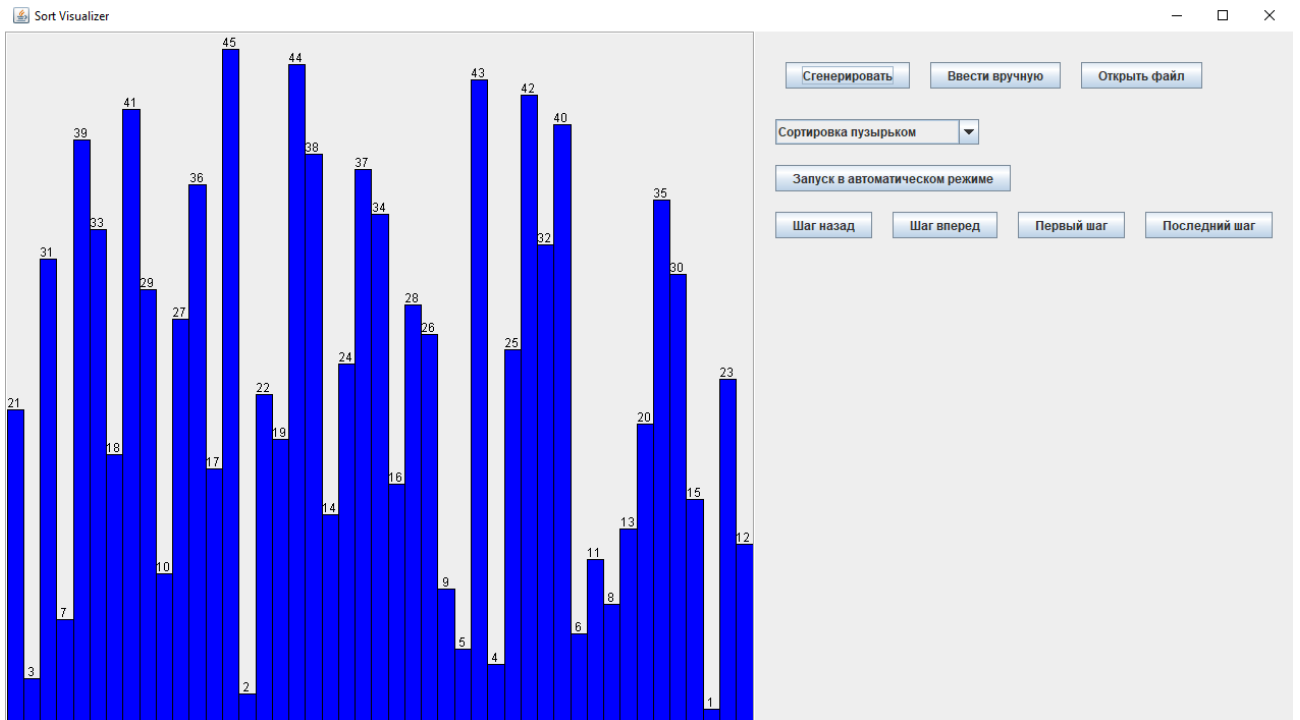 Sort Visualizer
Сгенерировать Ввести вручную Открыть файл
Сортировка пузырьком
Запуск в автоматическом режиме
Шаг назад Шаг вперед Первый шаг Последний шаг
21 3 31 7 39 33 18 41 29 10 27 36 17 45 2 22 19 44 38 14 24 37 34 16 28 26 9 5 43 4 25 42 32 40 6 11 8 13 20 35 30 15 1 23 12